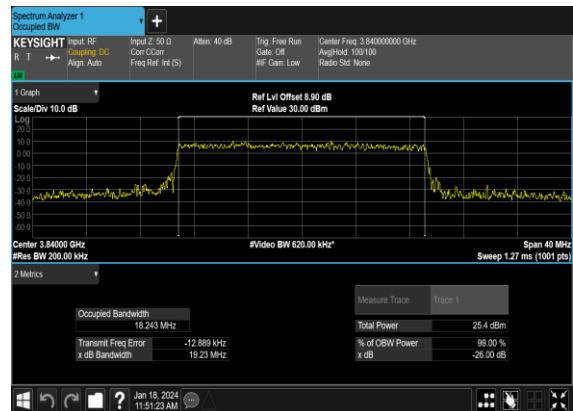 Spectrum Analyzer 1
Occupied BW
+
KEYSIGHT Input: RF Input Z: 50 Ω Atten: 40 dB Trig: Free Run Center Freq: 3.840000000 GHz
R T Coupling: DC Corr CCorr Gate: Off Avg|Hold: 100/100
Align: Auto Freq Ref: Int (S) #IF Gain: Low Radio Std: None
LW
1 Graph
Ref Lvl Offset 8.90 dB
Scale/Div 10.0 dB Ref Value 30.00 dBm
Log
20.0
10.0
0.00
-10.0
-20.0
-30.0
-40.0
-50.0
-60.0
Center 3.84000 GHz #Video BW 620.00 kHz* Span 40 MHz
#Res BW 200.00 kHz Sweep 1.27 ms (1001 pts)
2 Metrics
Measure Trace Trace 1
Occupied Bandwidth
18.243 MHz Total Power 25.4 dBm
Transmit Freq Error -12.889 kHz % of OBW Power 99.00 %
x dB Bandwidth 19.23 MHz x dB -26.00 dB
? Jan 18, 2024
11:51:23 AM